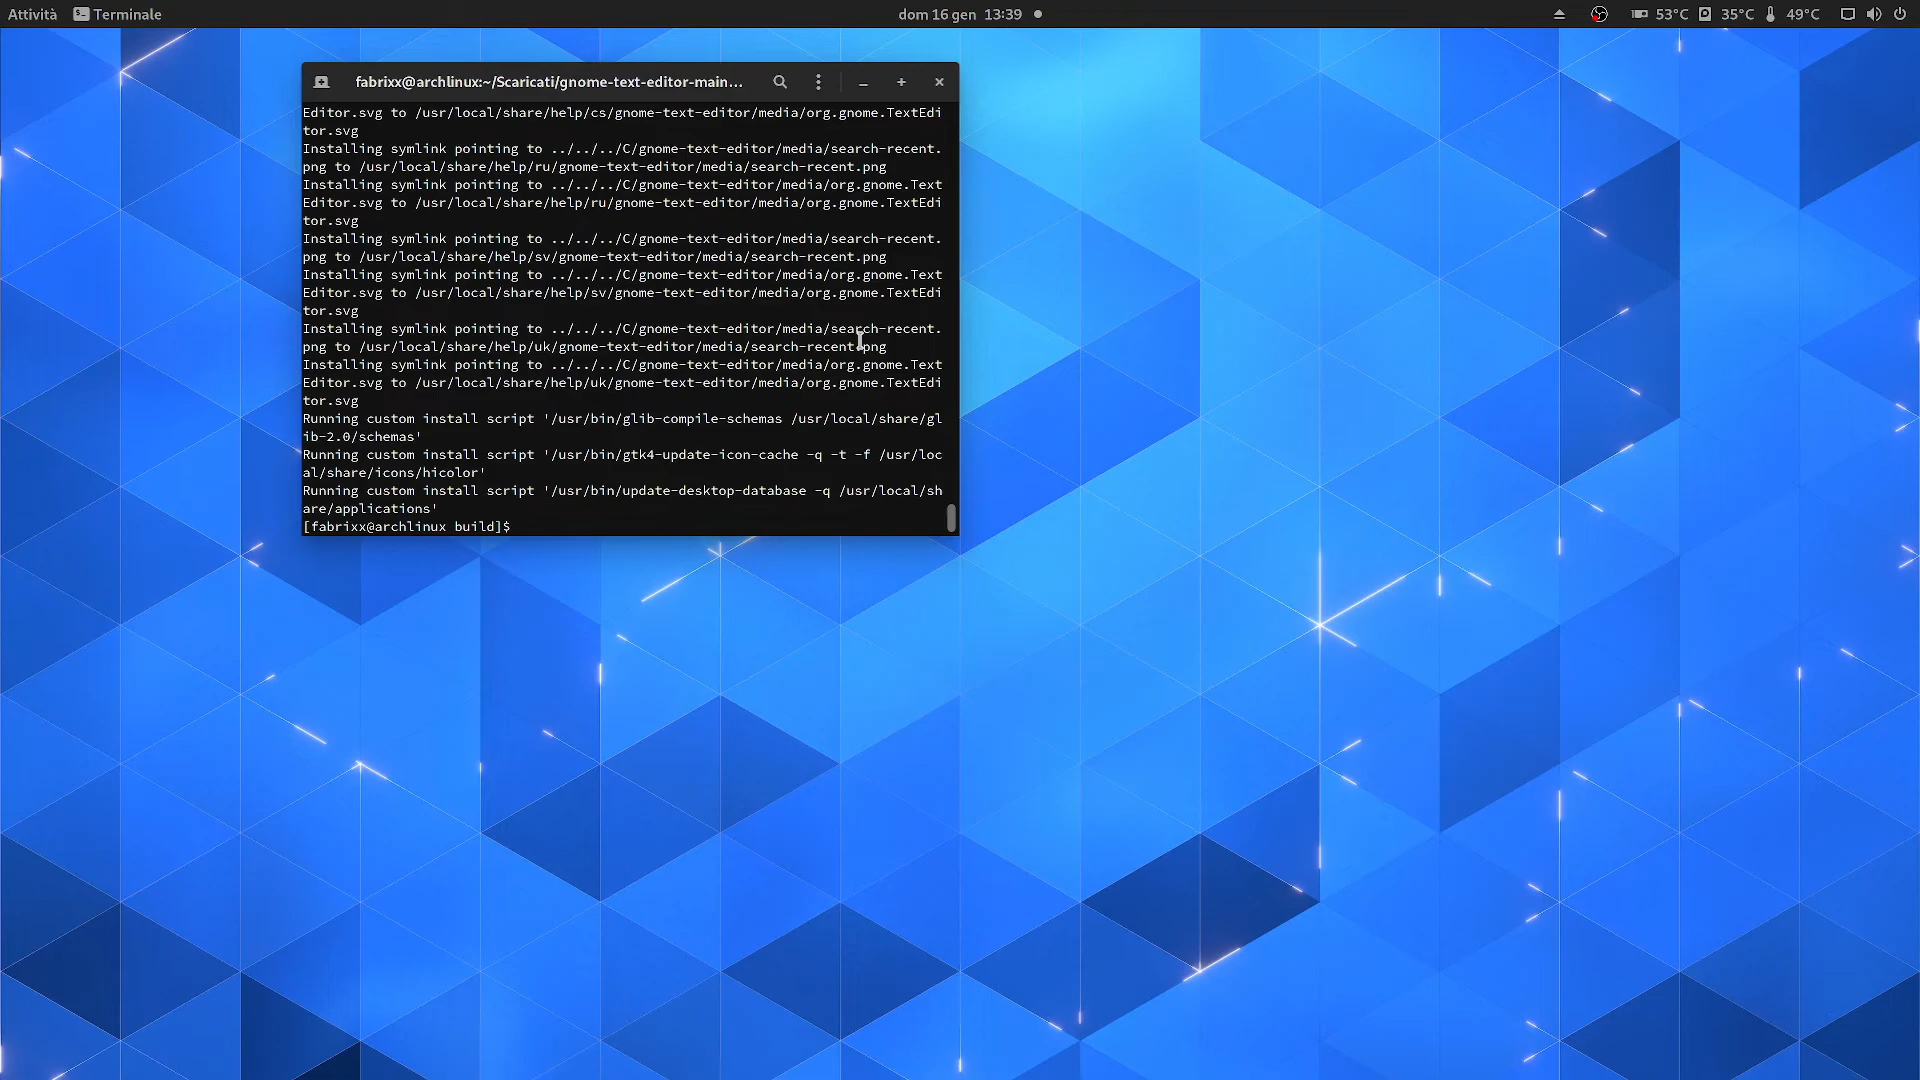 Attività Terminale dom 16 gen 13:39 53°C 35°C 49°C
fabrixx@archlinux:~/Scaricati/gnome-text-editor-main...
Editor.svg to /usr/local/share/help/cs/gnome-text-editor/media/org.gnome.TextEdi
tor.svg
Installing symlink pointing to ../../../C/gnome-text-editor/media/search-recent.
png to /usr/local/share/help/ru/gnome-text-editor/media/search-recent.png
Installing symlink pointing to ../../../C/gnome-text-editor/media/org.gnome.Text
Editor.svg to /usr/local/share/help/ru/gnome-text-editor/media/org.gnome.TextEdi
tor.svg
Installing symlink pointing to ../../../C/gnome-text-editor/media/search-recent.
png to /usr/local/share/help/sv/gnome-text-editor/media/search-recent.png
Installing symlink pointing to ../../../C/gnome-text-editor/media/org.gnome.Text
Editor.svg to /usr/local/share/help/sv/gnome-text-editor/media/org.gnome.TextEdi
tor.svg
Installing symlink pointing to ../../../C/gnome-text-editor/media/search-recent.
png to /usr/local/share/help/uk/gnome-text-editor/media/search-recent.png
Installing symlink pointing to ../../../C/gnome-text-editor/media/org.gnome.Text
Editor.svg to /usr/local/share/help/uk/gnome-text-editor/media/org.gnome.TextEdi
tor.svg
Running custom install script '/usr/bin/glib-compile-schemas /usr/local/share/gl
ib-2.0/schemas'
Running custom install script '/usr/bin/gtk4-update-icon-cache -q -t -f /usr/loc
al/share/icons/hicolor'
Running custom install script '/usr/bin/update-desktop-database -q /usr/local/sh
are/applications'
[fabrixx@archlinux build]$